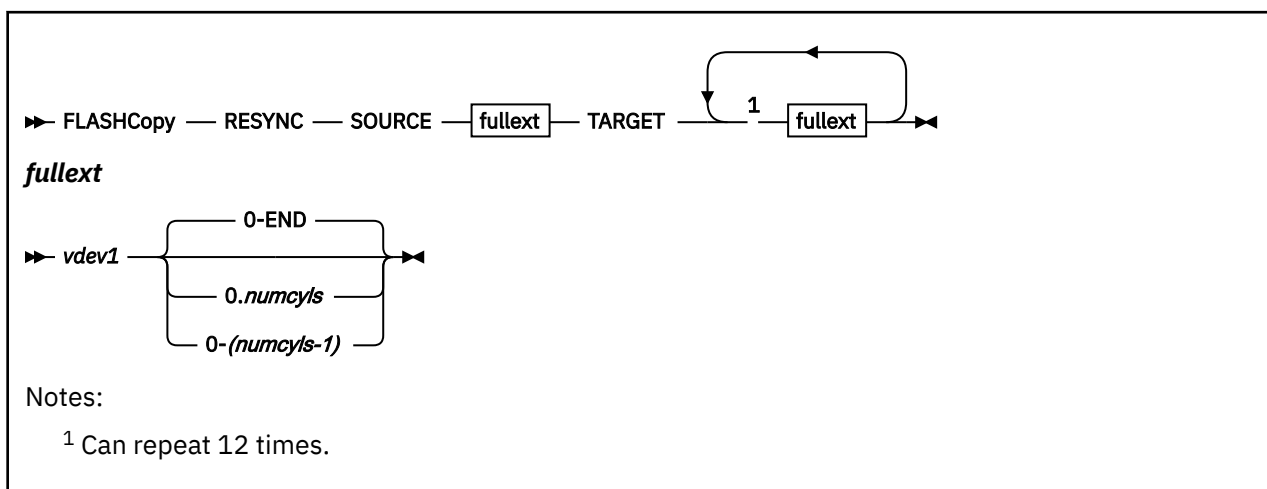 1
FLASHCopy RESYNC SOURCE fullext TARGET fullext
fullext
0-END
vdev1
0.numcyls
0-(numcyls-1)
Notes:
1 Can repeat 12 times.